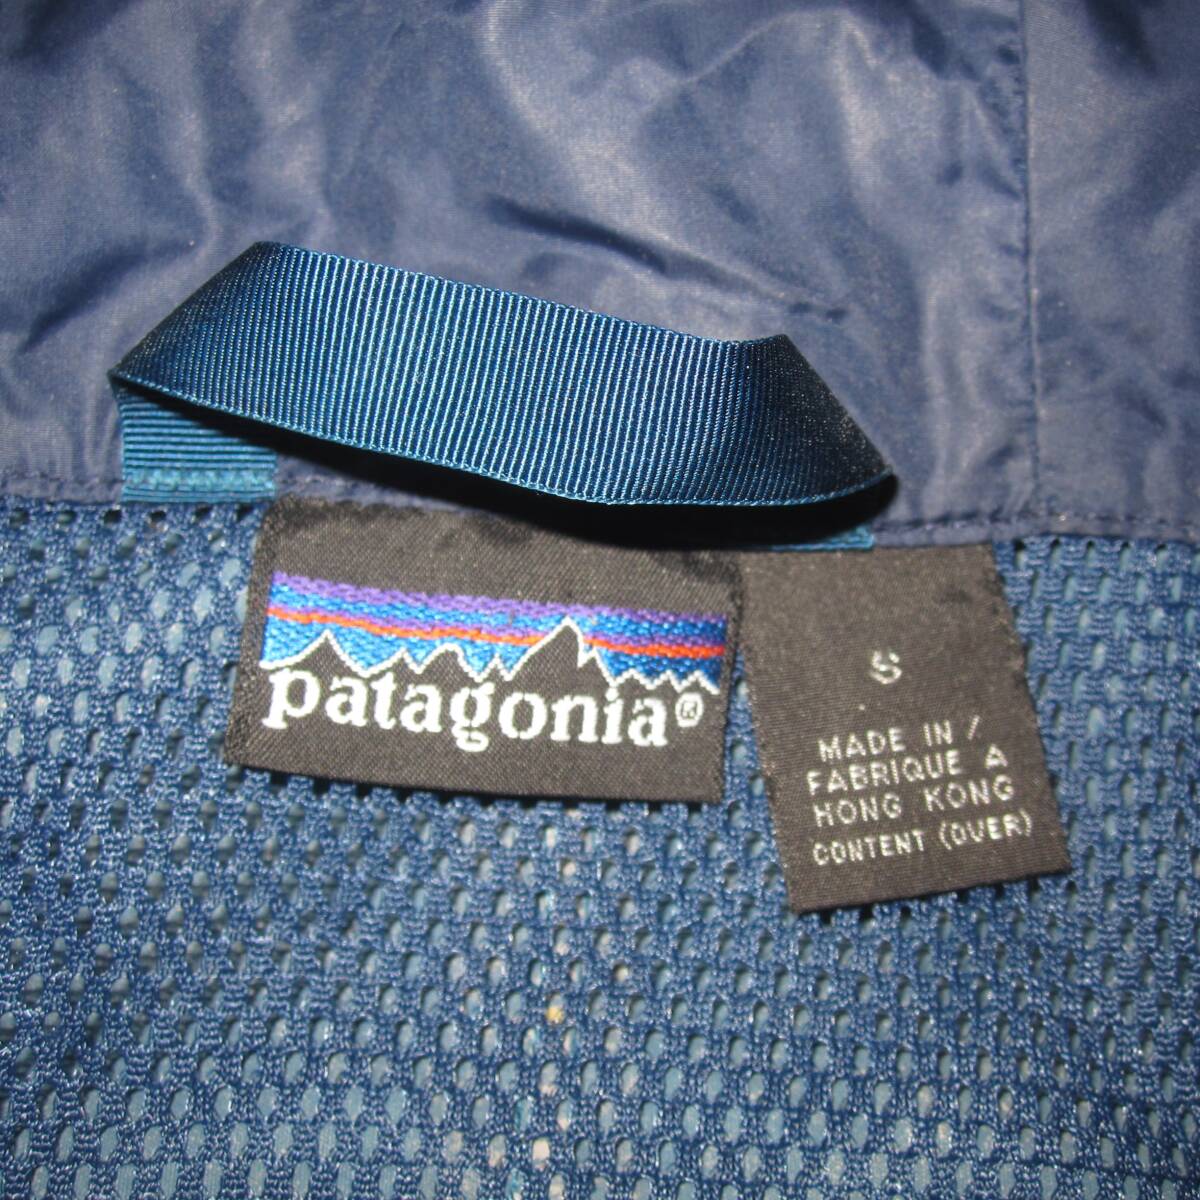 patagonia®
S
MADE IN /
FABRIQUE A
HONG KONG
CONTENT (OVER)